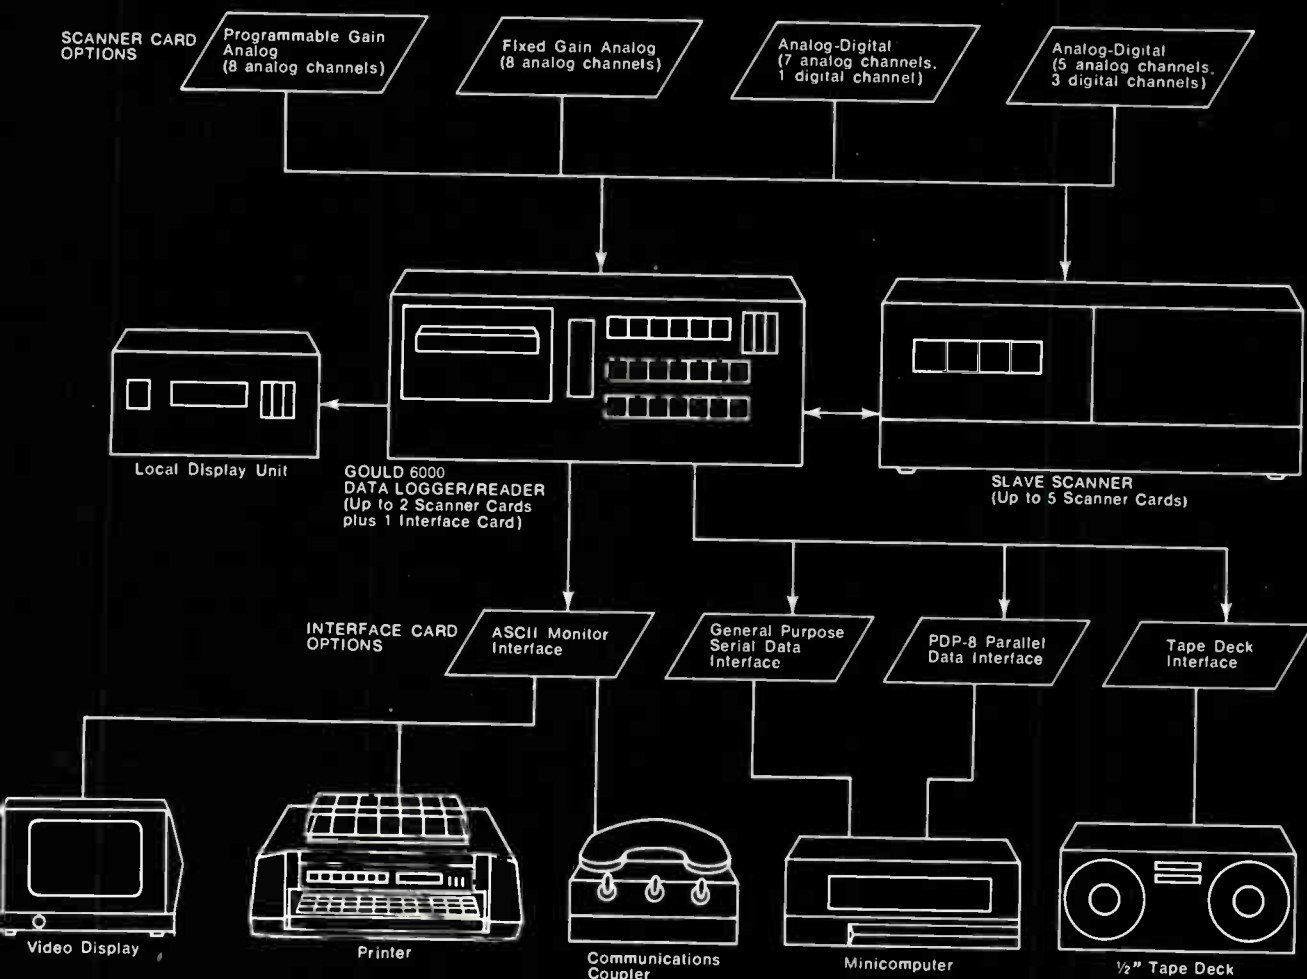 SCANNER CARD
OPTIONS
Programmable Gain
Analog
(8 analog channels)
Fixed Gain Analog
(8 analog channels)
Analog-Digital
(7 analog channels,
1 digital channel)
Analog-Digital
(5 analog channels,
3 digital channels)
Local Display Unit
GOULD 6000
DATA LOGGER/READER
(Up to 2 Scanner Cards
plus 1 Interface Card)
SLAVE SCANNER
(Up to 5 Scanner Cards)
INTERFACE CARD
OPTIONS
ASCII Monitor
Interface
General Purpose
Serial Data
Interface
PDP-8 Parallel
Data Interface
Tape Deck
Interface
Video Display
Printer
Communications
Coupler
Minicomputer
½" Tape Deck